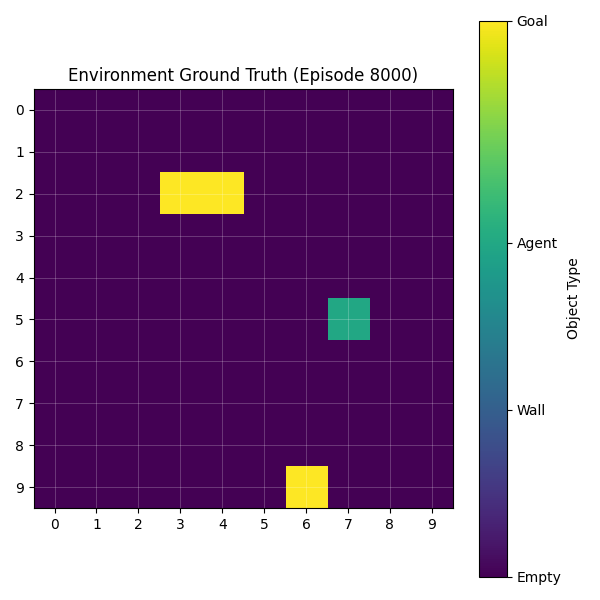 Environment Ground Truth (Episode 8000)
0
1
2
3
4
5
6
7
8
9
0 1 2 3 4 5 6 7 8 9
Goal
Agent
Wall
Empty
Object Type